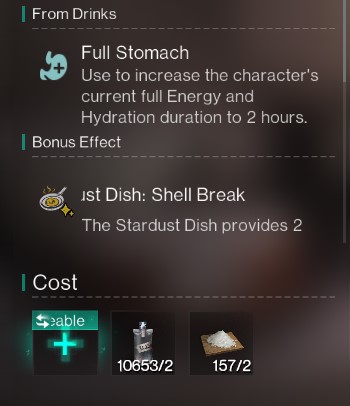 From Drinks
Full Stomach
Use to increase the character's
current full Energy and
Hydration duration to 2 hours.
Bonus Effect
ıst Dish: Shell Break
The Stardust Dish provides 2
Cost
eable
10653/2
157/2